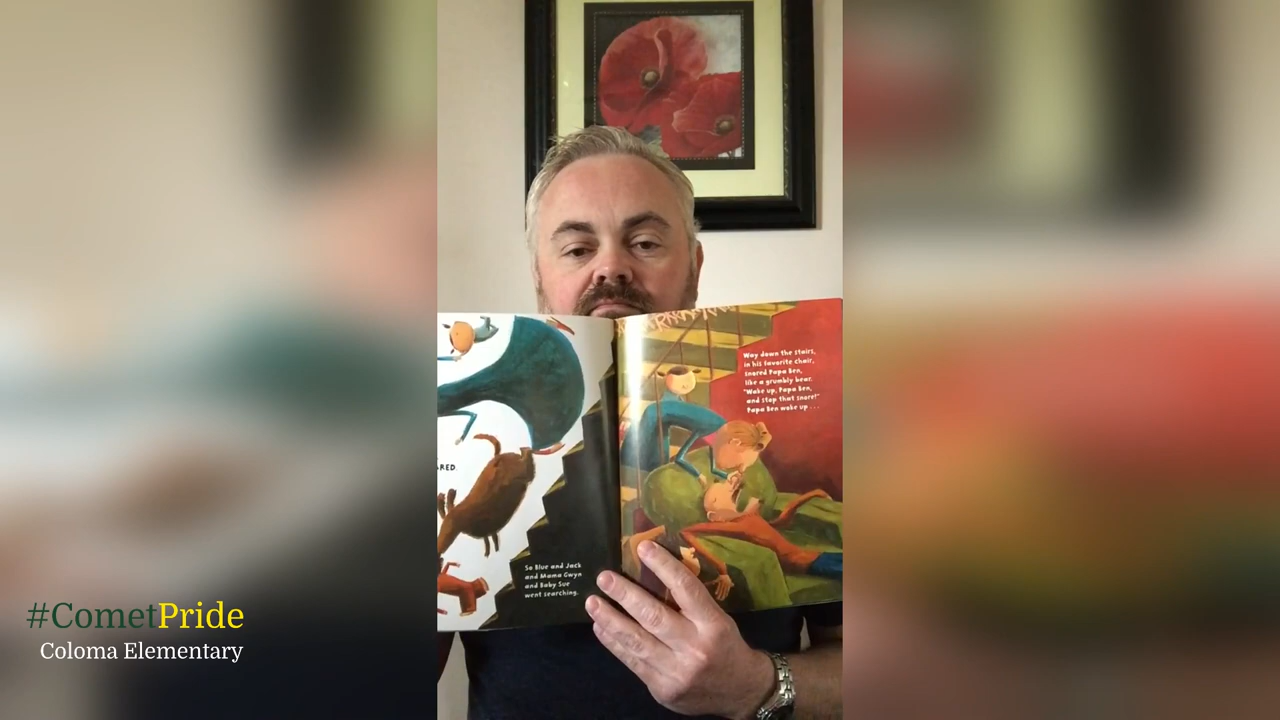 ARED.
So Blue and Jack
and Mama Gwyn
and Baby Sue
went searching.
Way down the stairs,
in his favorite chair,
snored Papa Ben,
like a grumbly bear.
"Wake up, Papa Ben,
and stop that snore!"
Papa Ben woke up . . .
#CometPride
Coloma Elementary